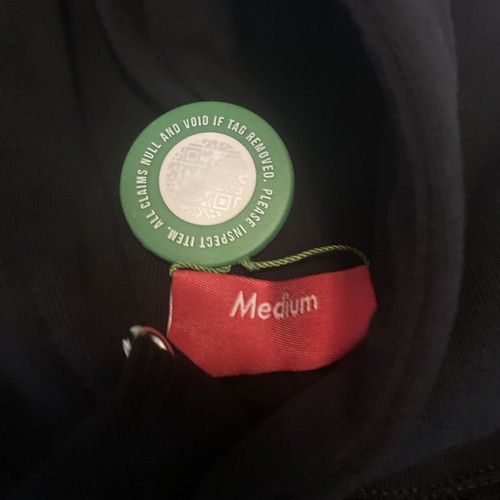 ALL CLAIMS NULL AND VOID IF TAG REMOVED. PLEASE INSPECT ITEM.
Medium